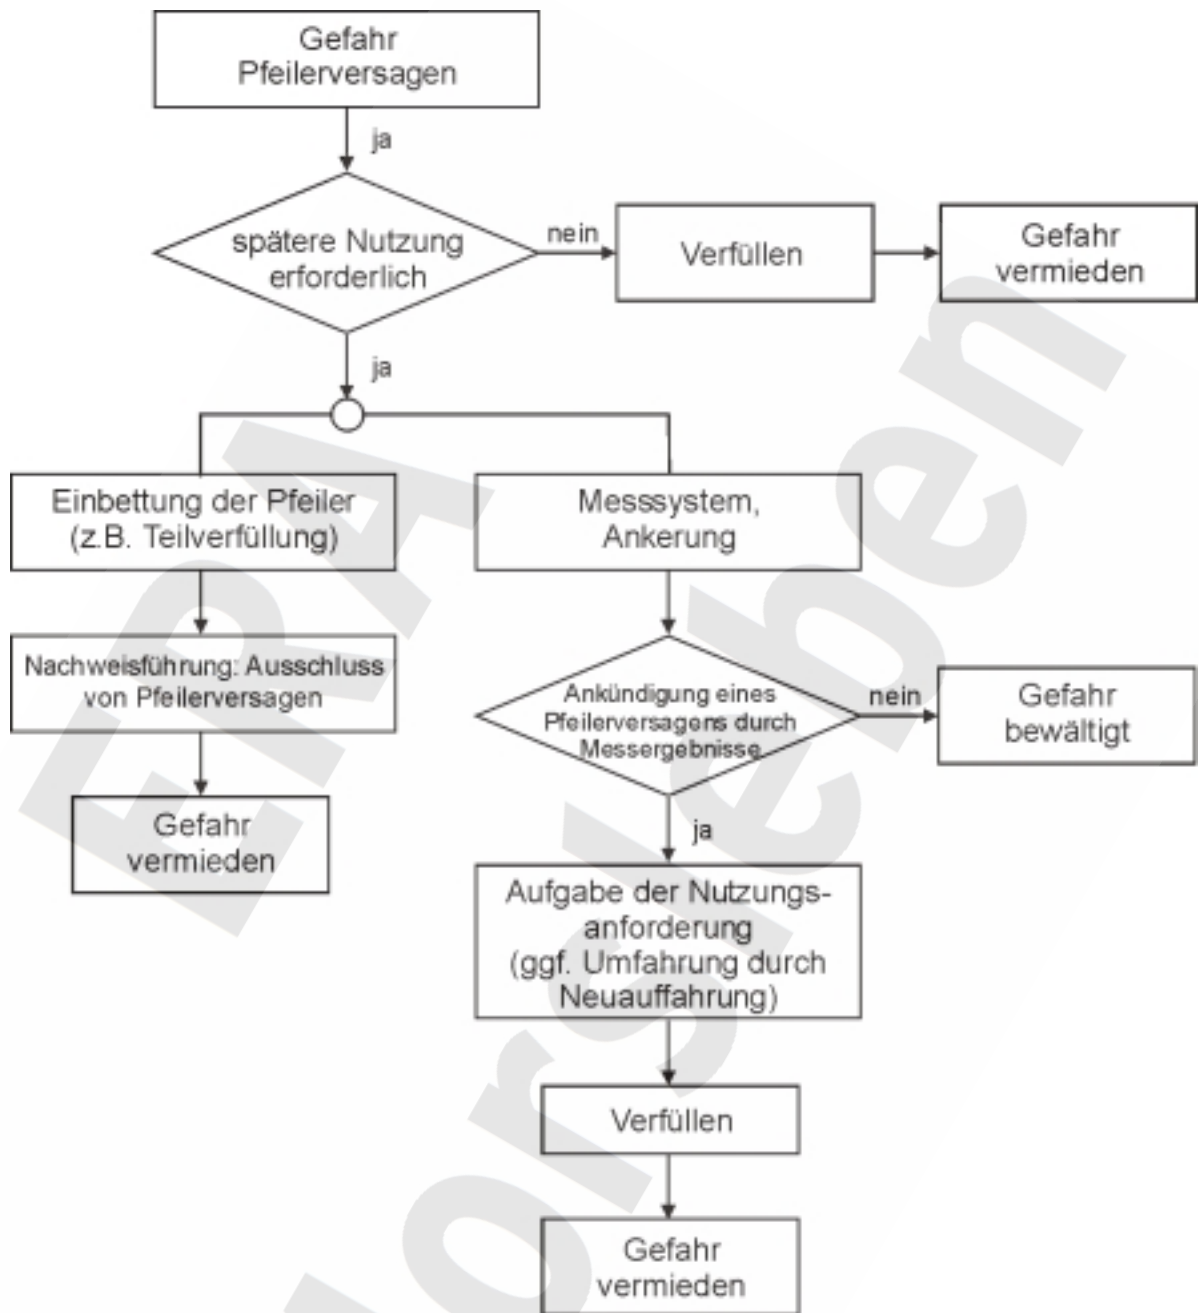 Gefahr
Pfeilerversagen
ja
spätere Nutzung
erforderlich
nein
Verfüllen
Gefahr
vermieden
ja
Einbettung der Pfeiler
(z.B. Teilverfüllung)
Nachweisführung: Ausschluss
von Pfeilerversagen
Gefahr
vermieden
Messsystem,
Ankerung
Ankündigung eines
Pfeilerversagens durch
Messergebnisse
nein
Gefahr
bewältigt
ja
Aufgabe der Nutzungs-
anforderung
(ggf. Umfahrung durch
Neuauffahrung)
Verfüllen
Gefahr
vermieden
ERA
Morsleben